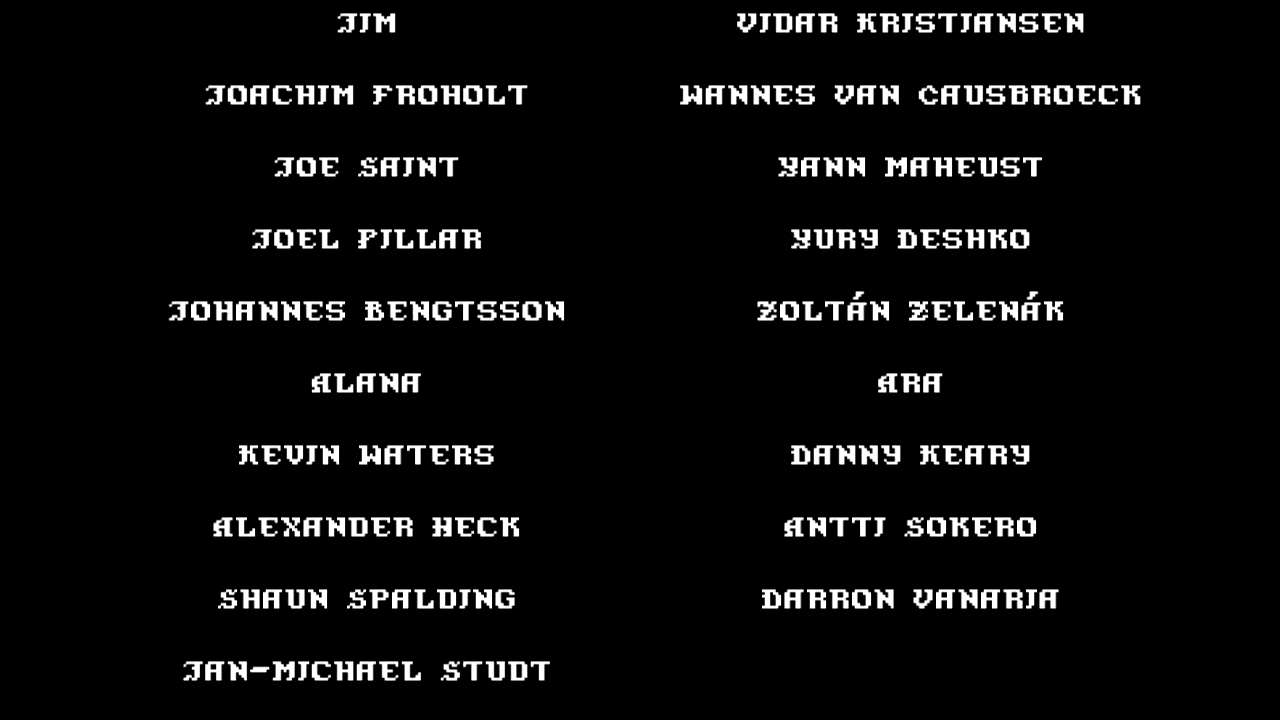 JIM
JOACHIM FROHOLT
JOE SAINT
JOEL PILLAR
JOHANNES BENGTSSON
ALANA
KEVIN WATERS
ALEXANDER HECK
SHAUN SPALDING
JAN-MICHAEL STUDT
VIDAR KRISTIANSEN
WANNES VAN CAUSBROECK
YANN MAHEUST
YURY DESHKO
ZOLTÁN ZELENÁK
ARA
DANNY KEARY
ANTTI SOKERO
DARRON VANARIA